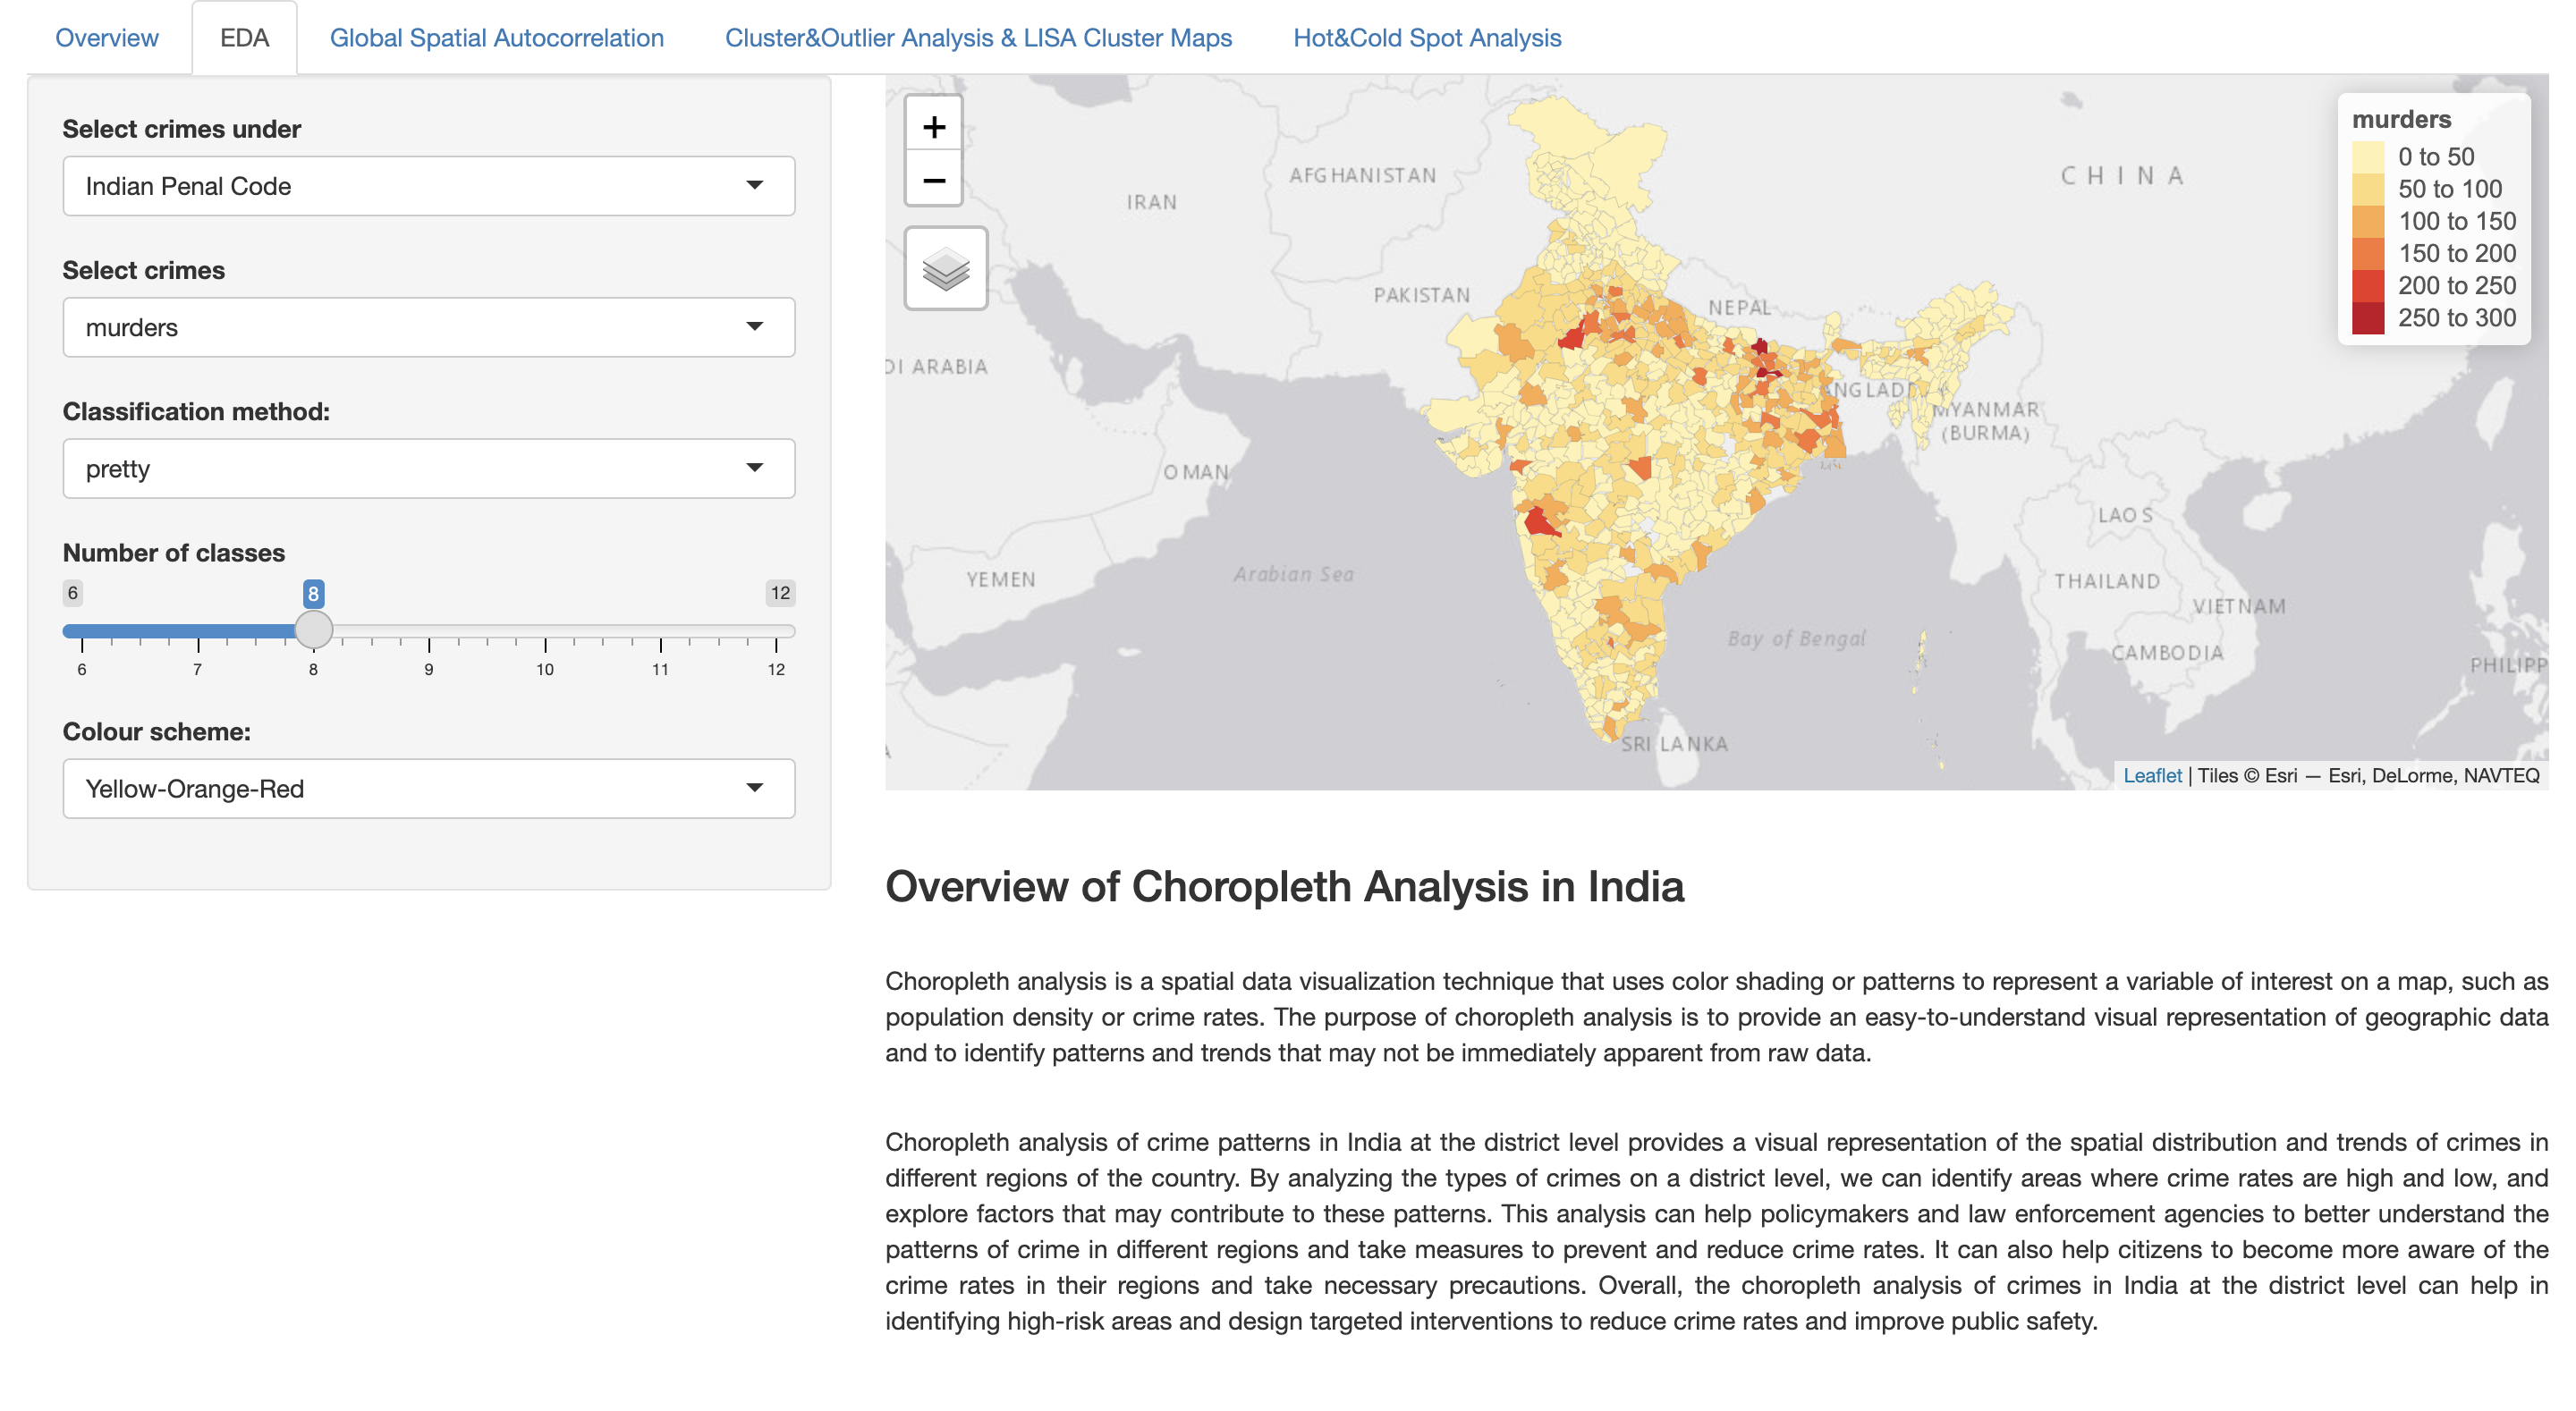 Overview
EDA
Global Spatial Autocorrelation
Cluster&Outlier Analysis & LISA Cluster Maps
Hot&Cold Spot Analysis
Select crimes under
Indian Penal Code
Select crimes
murders
Classification method:
pretty
Number of classes
6
8
12
6 7 8 9 10 11 12
Colour scheme:
Yellow-Orange-Red
+
−
murders
0 to 50
50 to 100
100 to 150
150 to 200
200 to 250
250 to 300
CHINA
AFGHANISTAN
IRAN
PAKISTAN
NEPAL
DI ARABIA
NGLAD
MYANMAR
(BURMA)
OMAN
LAOS
YEMEN
Arabian Sea
THAILAND
VIETNAM
Bay of Bengal
CAMBODIA
PHILIPP
SRI LANKA
Leaflet | Tiles © Esri — Esri, DeLorme, NAVTEQ
Overview of Choropleth Analysis in India
Choropleth analysis is a spatial data visualization technique that uses color shading or patterns to represent a variable of interest on a map, such as
population density or crime rates. The purpose of choropleth analysis is to provide an easy-to-understand visual representation of geographic data
and to identify patterns and trends that may not be immediately apparent from raw data.
Choropleth analysis of crime patterns in India at the district level provides a visual representation of the spatial distribution and trends of crimes in
different regions of the country. By analyzing the types of crimes on a district level, we can identify areas where crime rates are high and low, and
explore factors that may contribute to these patterns. This analysis can help policymakers and law enforcement agencies to better understand the
patterns of crime in different regions and take measures to prevent and reduce crime rates. It can also help citizens to become more aware of the
crime rates in their regions and take necessary precautions. Overall, the choropleth analysis of crimes in India at the district level can help in
identifying high-risk areas and design targeted interventions to reduce crime rates and improve public safety.